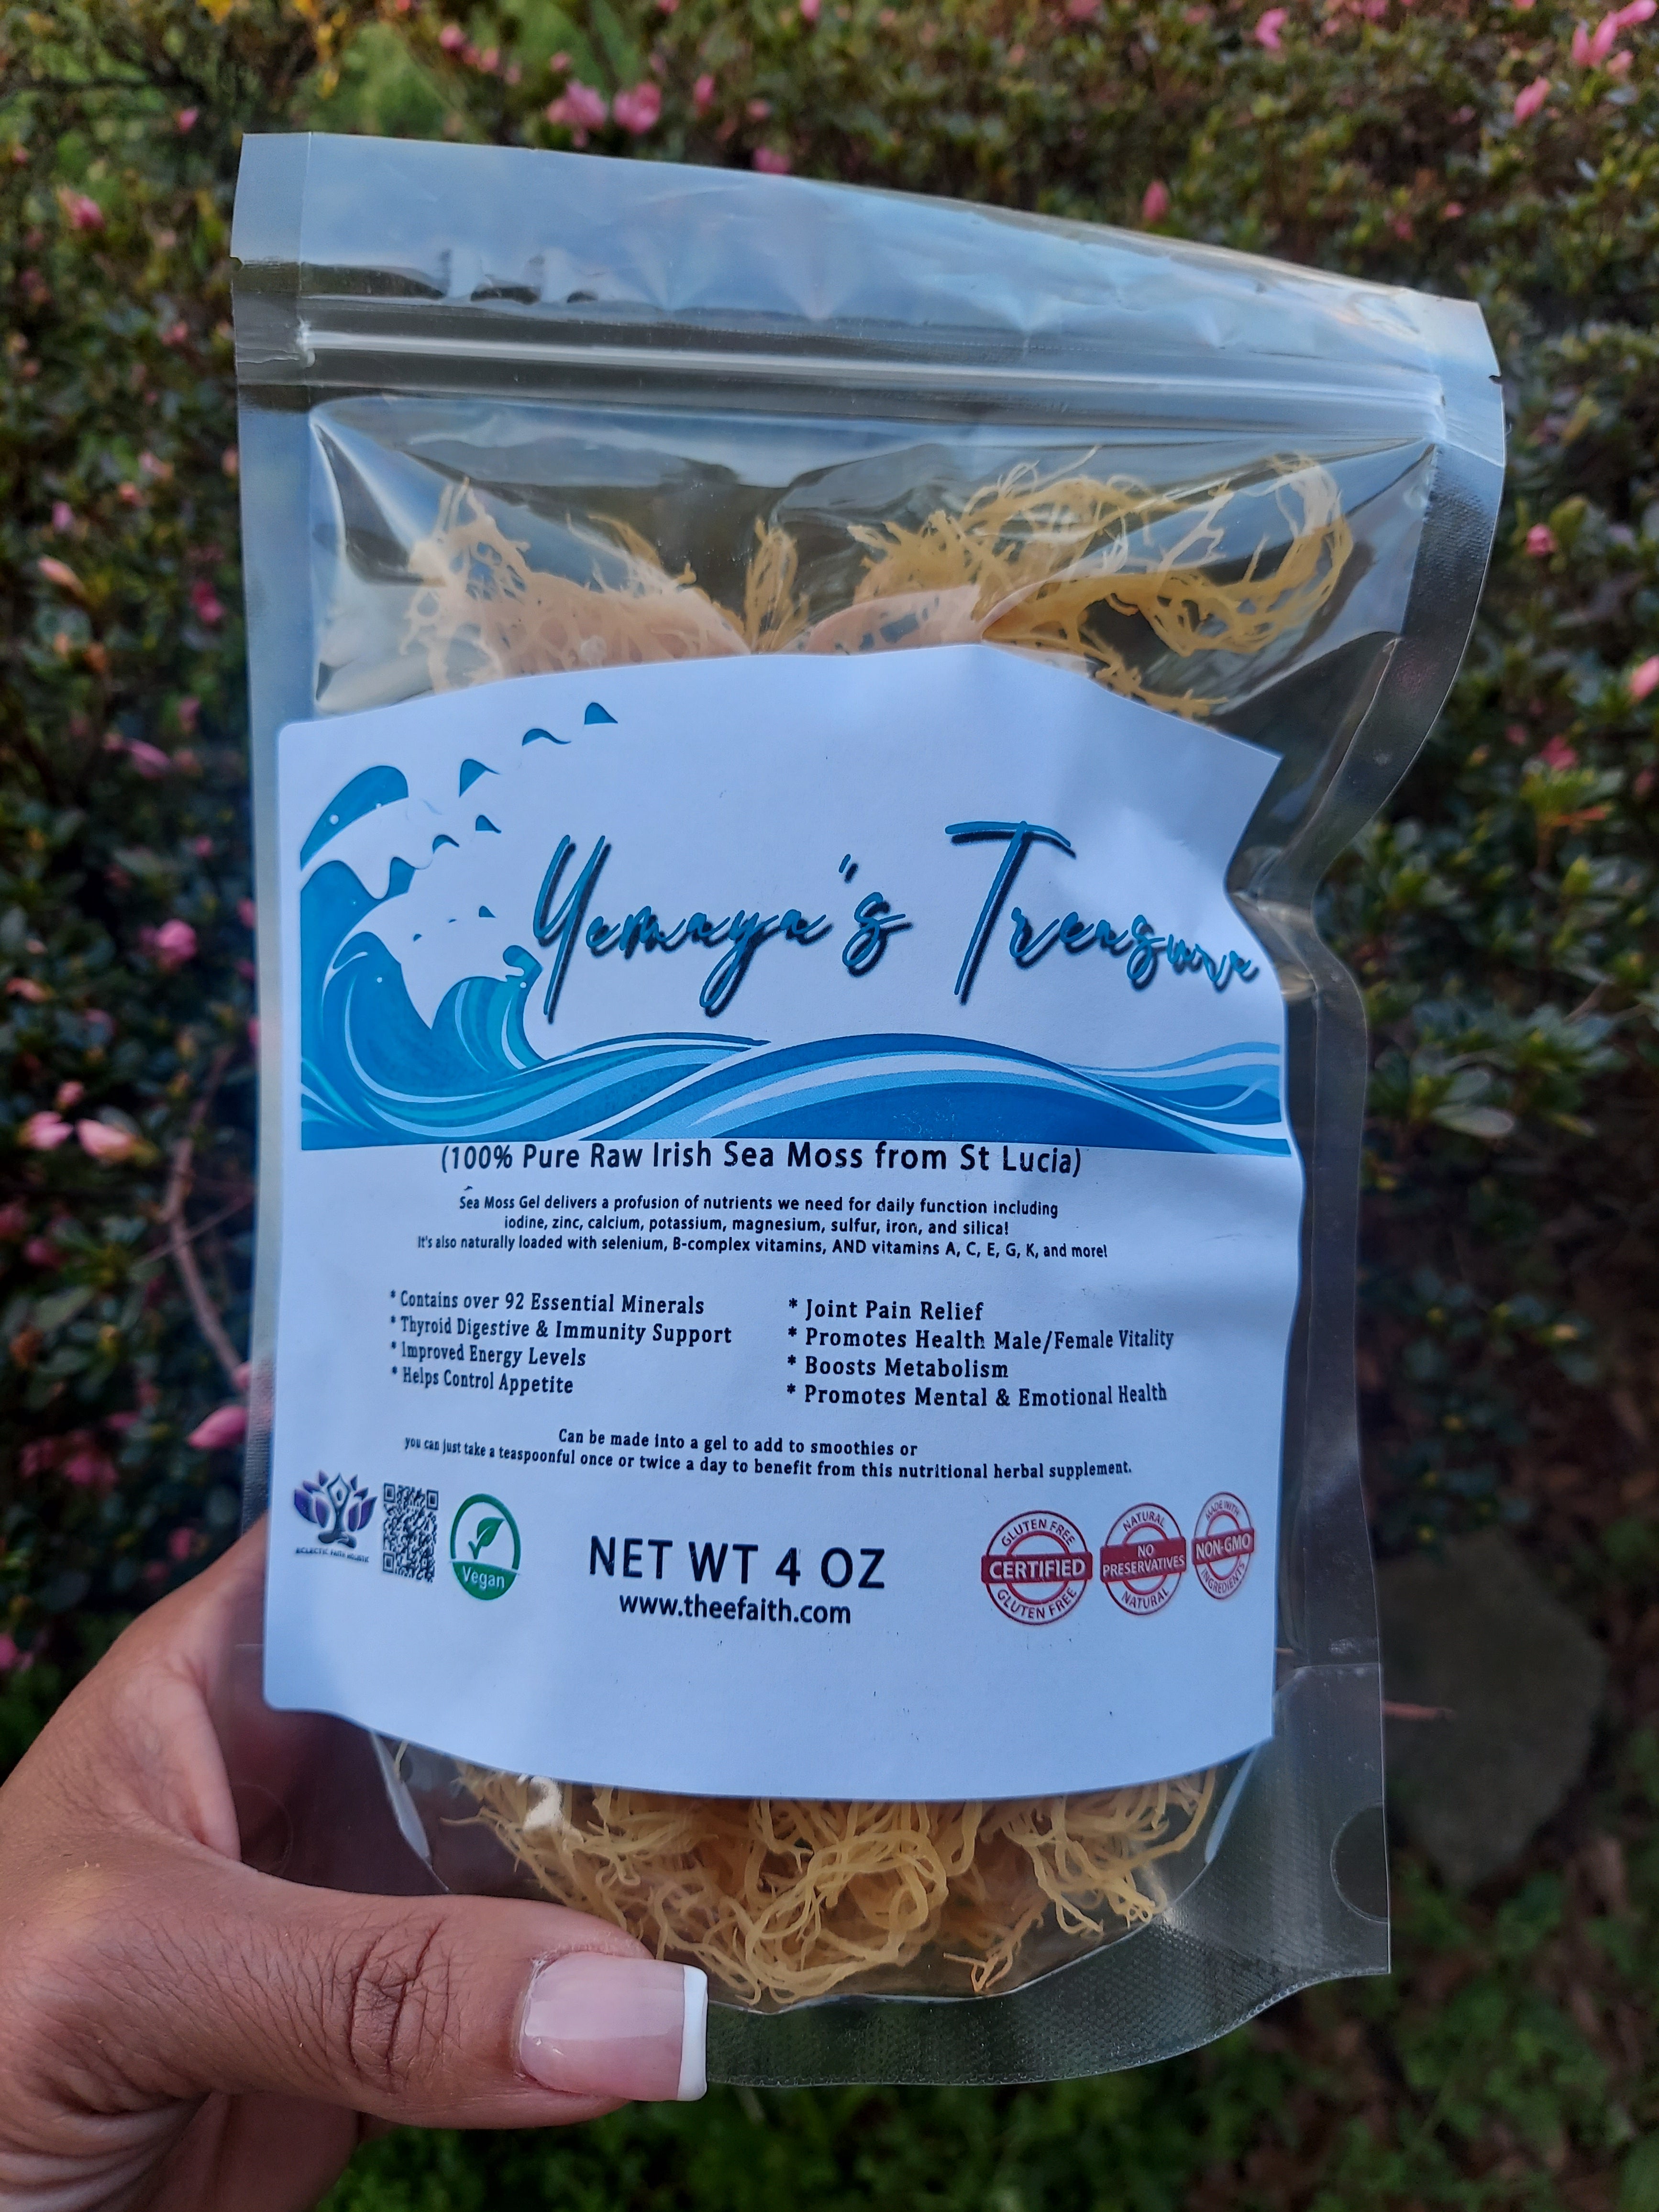 Yemaya's Treasure
(100% Pure Raw Irish Sea Moss from St Lucia)
Sea Moss Gel delivers a profusion of nutrients we need for daily function including
iodine, zinc, calcium, potassium, magnesium, sulfur, iron, and silica!
It's also naturally loaded with selenium, B-complex vitamins, AND vitamins A, C, E, G, K, and more!
* Contains over 92 Essential Minerals
* Thyroid Digestive & Immunity Support
* Improved Energy Levels
* Helps Control Appetite
* Joint Pain Relief
* Promotes Health Male/Female Vitality
* Boosts Metabolism
* Promotes Mental & Emotional Health
Can be made into a gel to add to smoothies or
you can just take a teaspoonful once or twice a day to benefit from this nutritional herbal supplement.
ECLECTIC FAITH HOLISTIC
Vegan
NET WT 4 OZ
www.theefaith.com
GLUTEN FREE
CERTIFIED
GLUTEN FREE
NATURAL
NO
PRESERVATIVES
NATURAL
MADE WITH
NON-GMO
INGREDIENTS